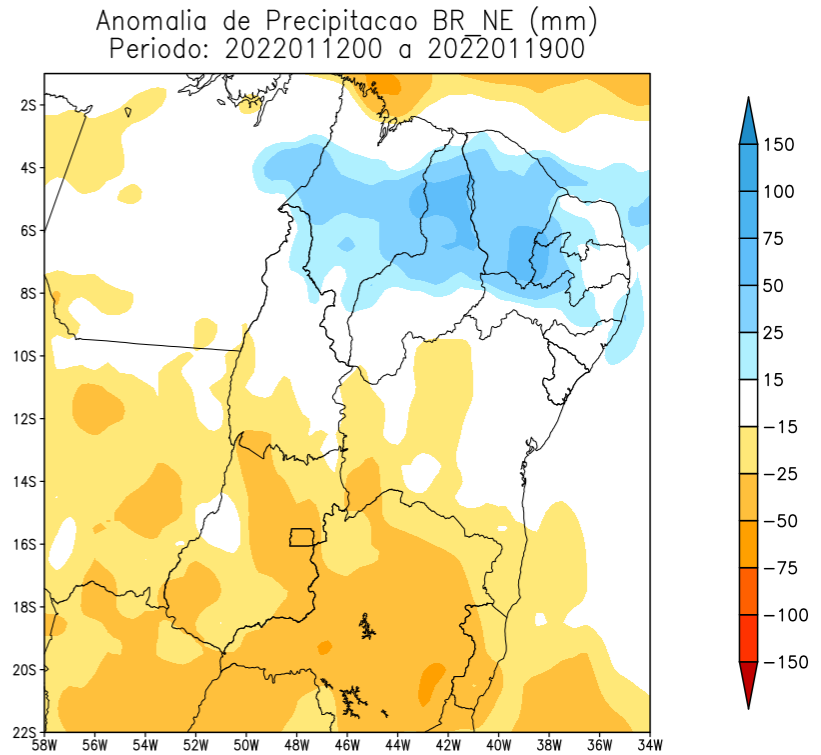 Anomalia de Precipitacao BR_NE (mm)
Periodo: 2022011200 a 2022011900
2S
4S
6S
8S
10S
12S
14S
16S
18S
20S
22S
58W 56W 54W 52W 50W 48W 46W 44W 42W 40W 38W 36W 34W
150
100
75
50
25
15
−15
−25
−50
−75
−100
−150